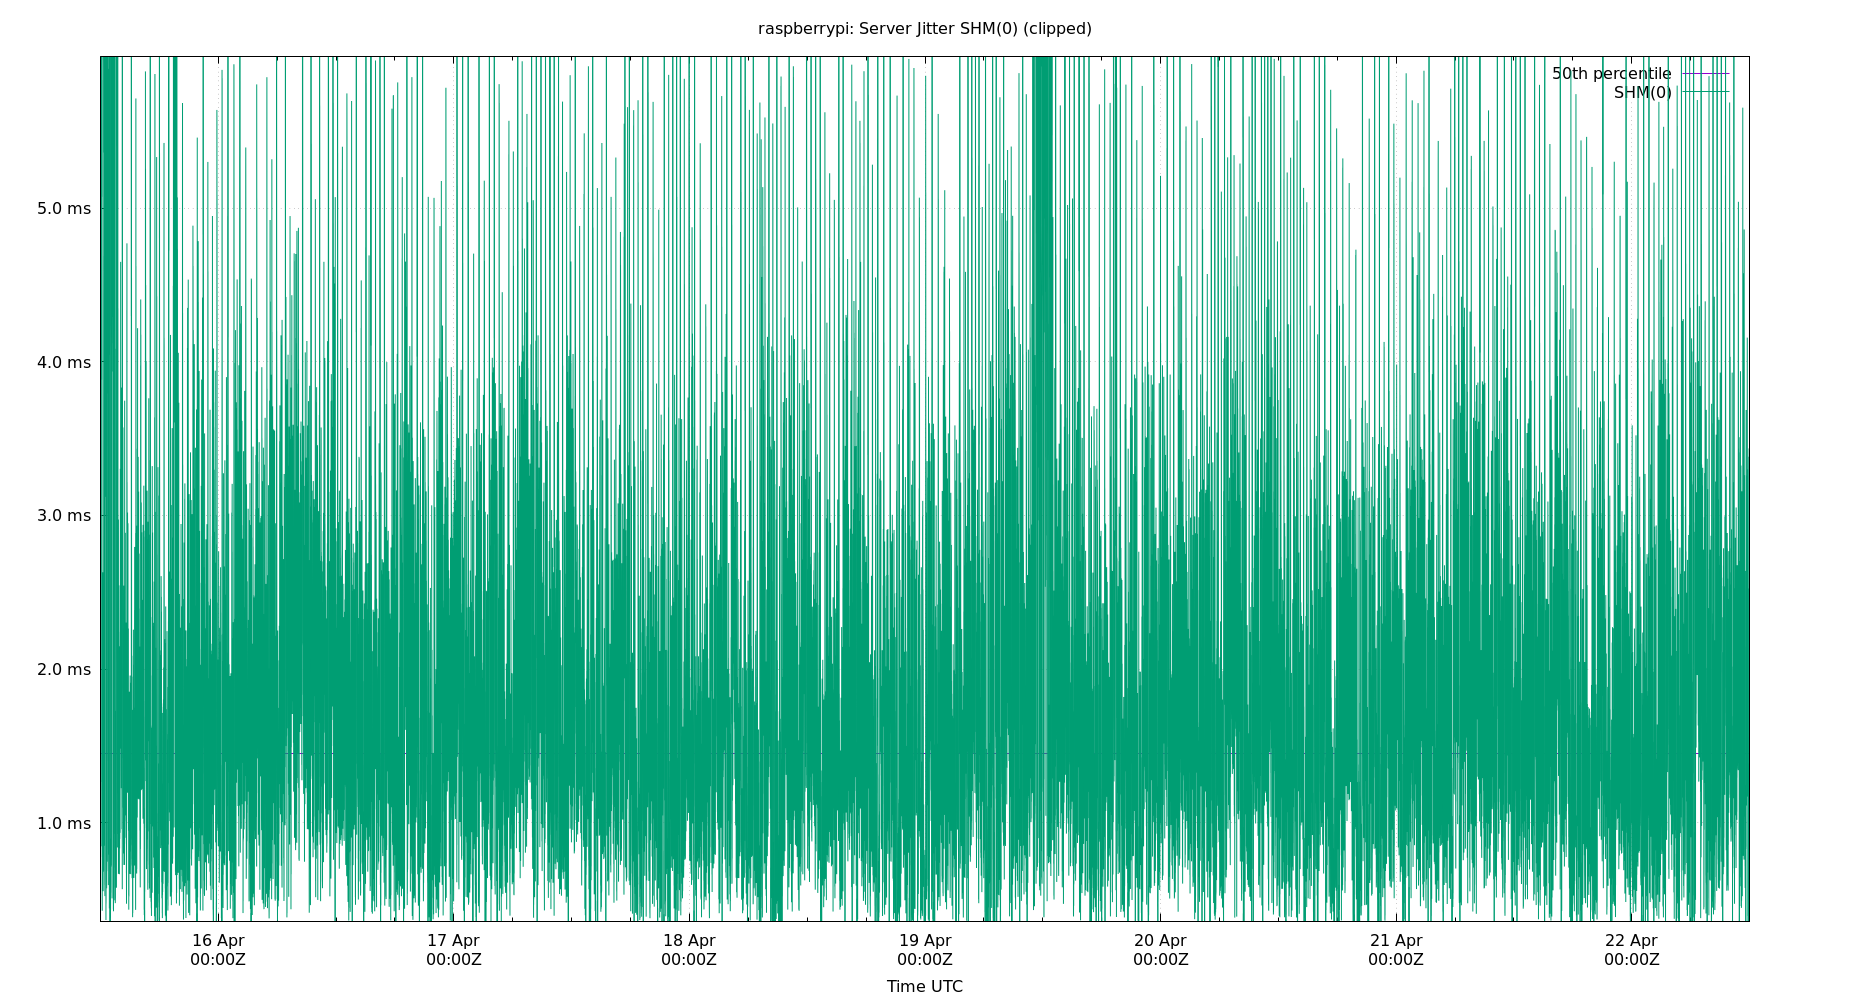 raspberrypi: Server Jitter SHM(0) (clipped)
50th percentile
SHM(0)
5.0 ms
4.0 ms
3.0 ms
2.0 ms
1.0 ms
16 Apr 17 Apr 18 Apr 19 Apr 20 Apr 21 Apr 22 Apr
00:00Z 00:00Z 00:00Z 00:00Z 00:00Z 00:00Z 00:00Z
Time UTC